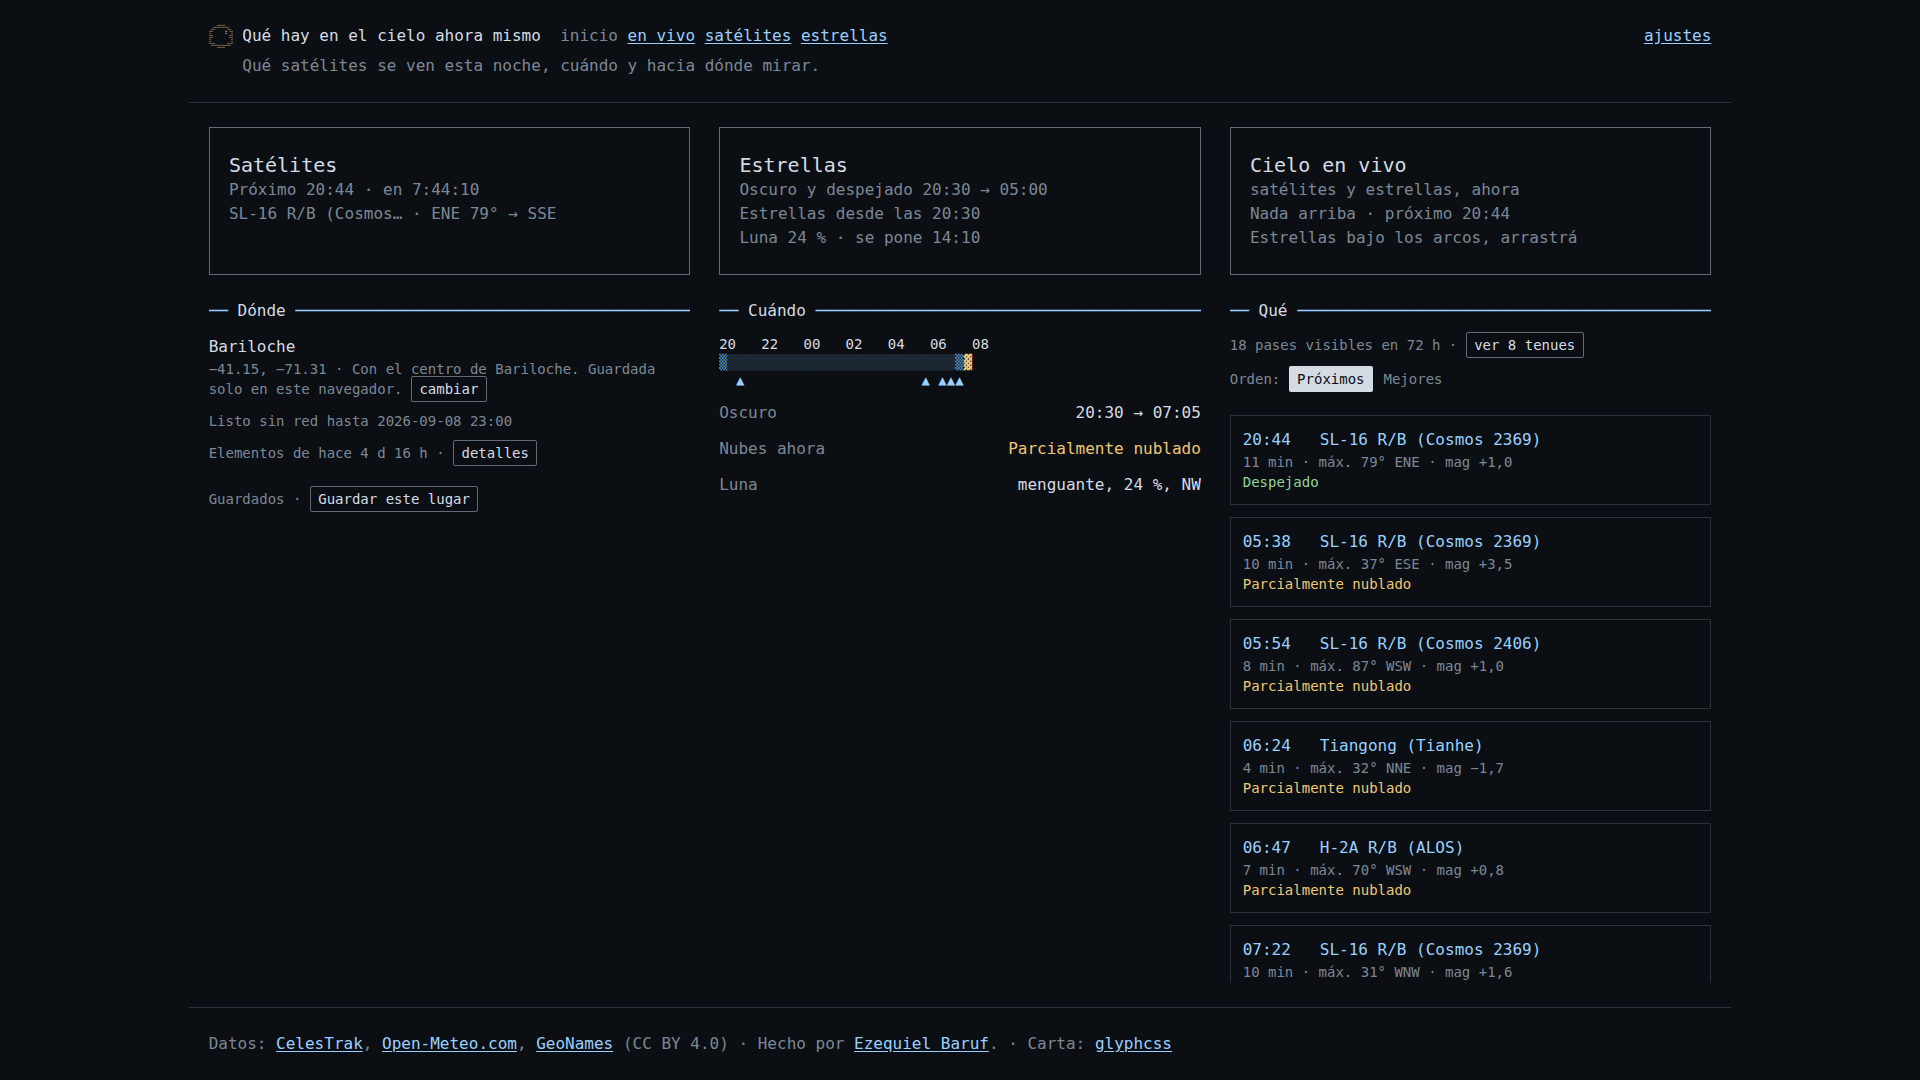 Qué hay en el cielo ahora mismo inicio en vivo satélites estrellas ajustes
Qué satélites se ven esta noche, cuándo y hacia dónde mirar.
Satélites
Próximo 20:44 · en 7:44:10
SL-16 R/B (Cosmos… · ENE 79° → SSE
Estrellas
Oscuro y despejado 20:30 → 05:00
Estrellas desde las 20:30
Luna 24 % · se pone 14:10
Cielo en vivo
satélites y estrellas, ahora
Nada arriba · próximo 20:44
Estrellas bajo los arcos, arrastrá
Dónde
Bariloche
−41.15, −71.31 · Con el centro de Bariloche. Guardada
solo en este navegador. cambiar
Listo sin red hasta 2026-09-08 23:00
Elementos de hace 4 d 16 h · detalles
Guardados · Guardar este lugar
Cuándo
20 22 00 02 04 06 08
Oscuro 20:30 → 07:05
Nubes ahora Parcialmente nublado
Luna menguante, 24 %, NW
Qué
18 pases visibles en 72 h · ver 8 tenues
Orden: Próximos Mejores
20:44 SL-16 R/B (Cosmos 2369)
11 min · máx. 79° ENE · mag +1,0
Despejado
05:38 SL-16 R/B (Cosmos 2369)
10 min · máx. 37° ESE · mag +3,5
Parcialmente nublado
05:54 SL-16 R/B (Cosmos 2406)
8 min · máx. 87° WSW · mag +1,0
Parcialmente nublado
06:24 Tiangong (Tianhe)
4 min · máx. 32° NNE · mag −1,7
Parcialmente nublado
06:47 H-2A R/B (ALOS)
7 min · máx. 70° WSW · mag +0,8
Parcialmente nublado
07:22 SL-16 R/B (Cosmos 2369)
10 min · máx. 31° WNW · mag +1,6
Datos: CelesTrak, Open-Meteo.com, GeoNames (CC BY 4.0) · Hecho por Ezequiel Baruf. · Carta: glyphcss